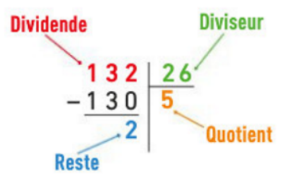 Dividende
Diviseur
132 26
-130 5
2
Quotient
Reste